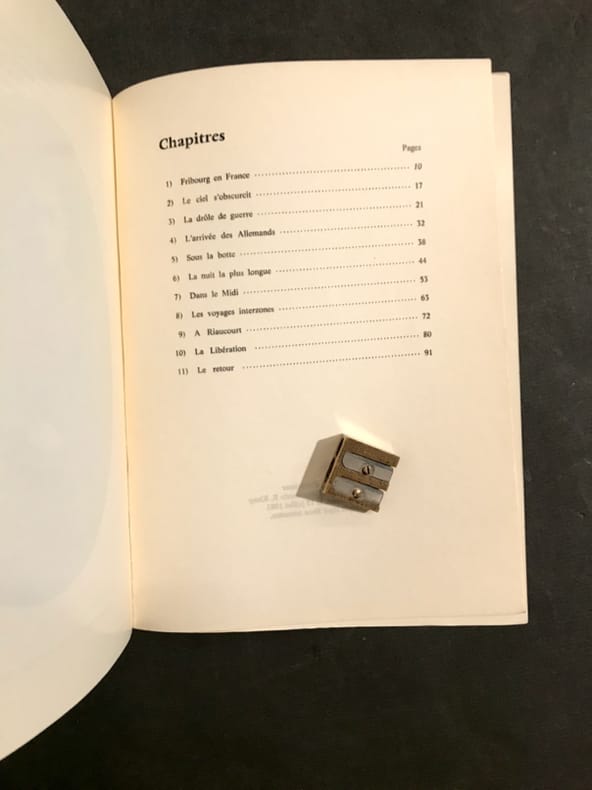 Chapitres
Pages
1) Fribourg en France 10
2) Le ciel s'obscurcit 17
3) La drôle de guerre 21
4) L'arrivée des Allemands 32
5) Sous la botte 38
6) La nuit la plus longue 44
7) Dans le Midi 53
8) Les voyages interzones 63
9) A Riaucourt 72
10) La Libération 80
11) Le retour 91